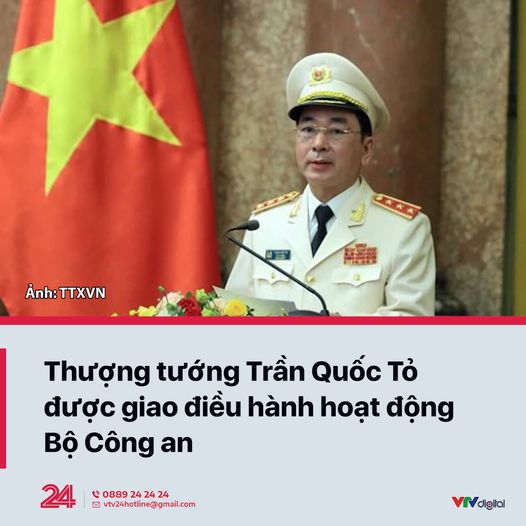 Ảnh: TTXVN
Thượng tướng Trần Quốc Tỏ
được giao điều hành hoạt động
Bộ Công an
24
0889 24 24 24
vtv24hotline@gmail.com
VTVdigital